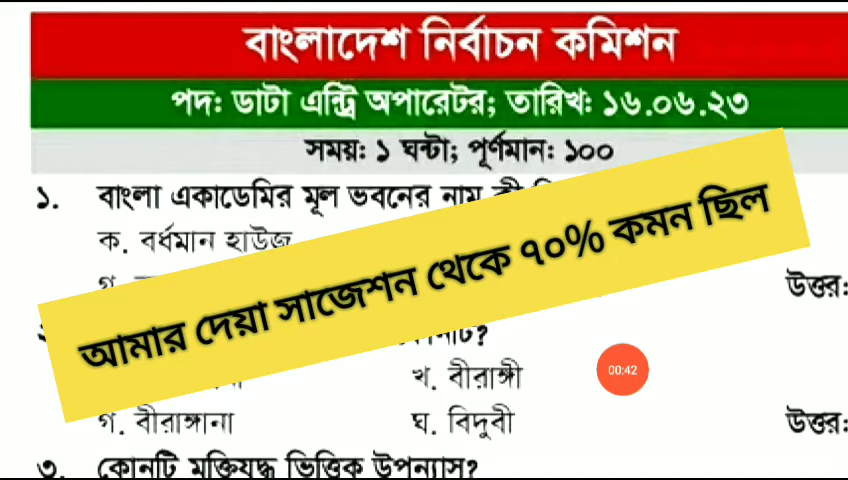 বাংলাদেশ নির্বাচন কমিশন
পদ: ডাটা এন্ট্রি অপারেটর; তারিখ: ১৬.০৬.২৩
সময়: ১ ঘন্টা; পূর্ণমান: ১০০
১. বাংলা একাডেমির মূল ভবনের নাম কী
ক. বর্ধমান হাউজ
গ. উত্তর:
আমার দেয়া সাজেশন থেকে ৭০% কমন ছিল
খ. বীরাঙ্গী
00:42
গ. বীরাঙ্গানা ঘ. বিদুবী উত্তর:
৩. কোনটি মুক্তিযুদ্ধ ভিত্তিক উপন্যাস?